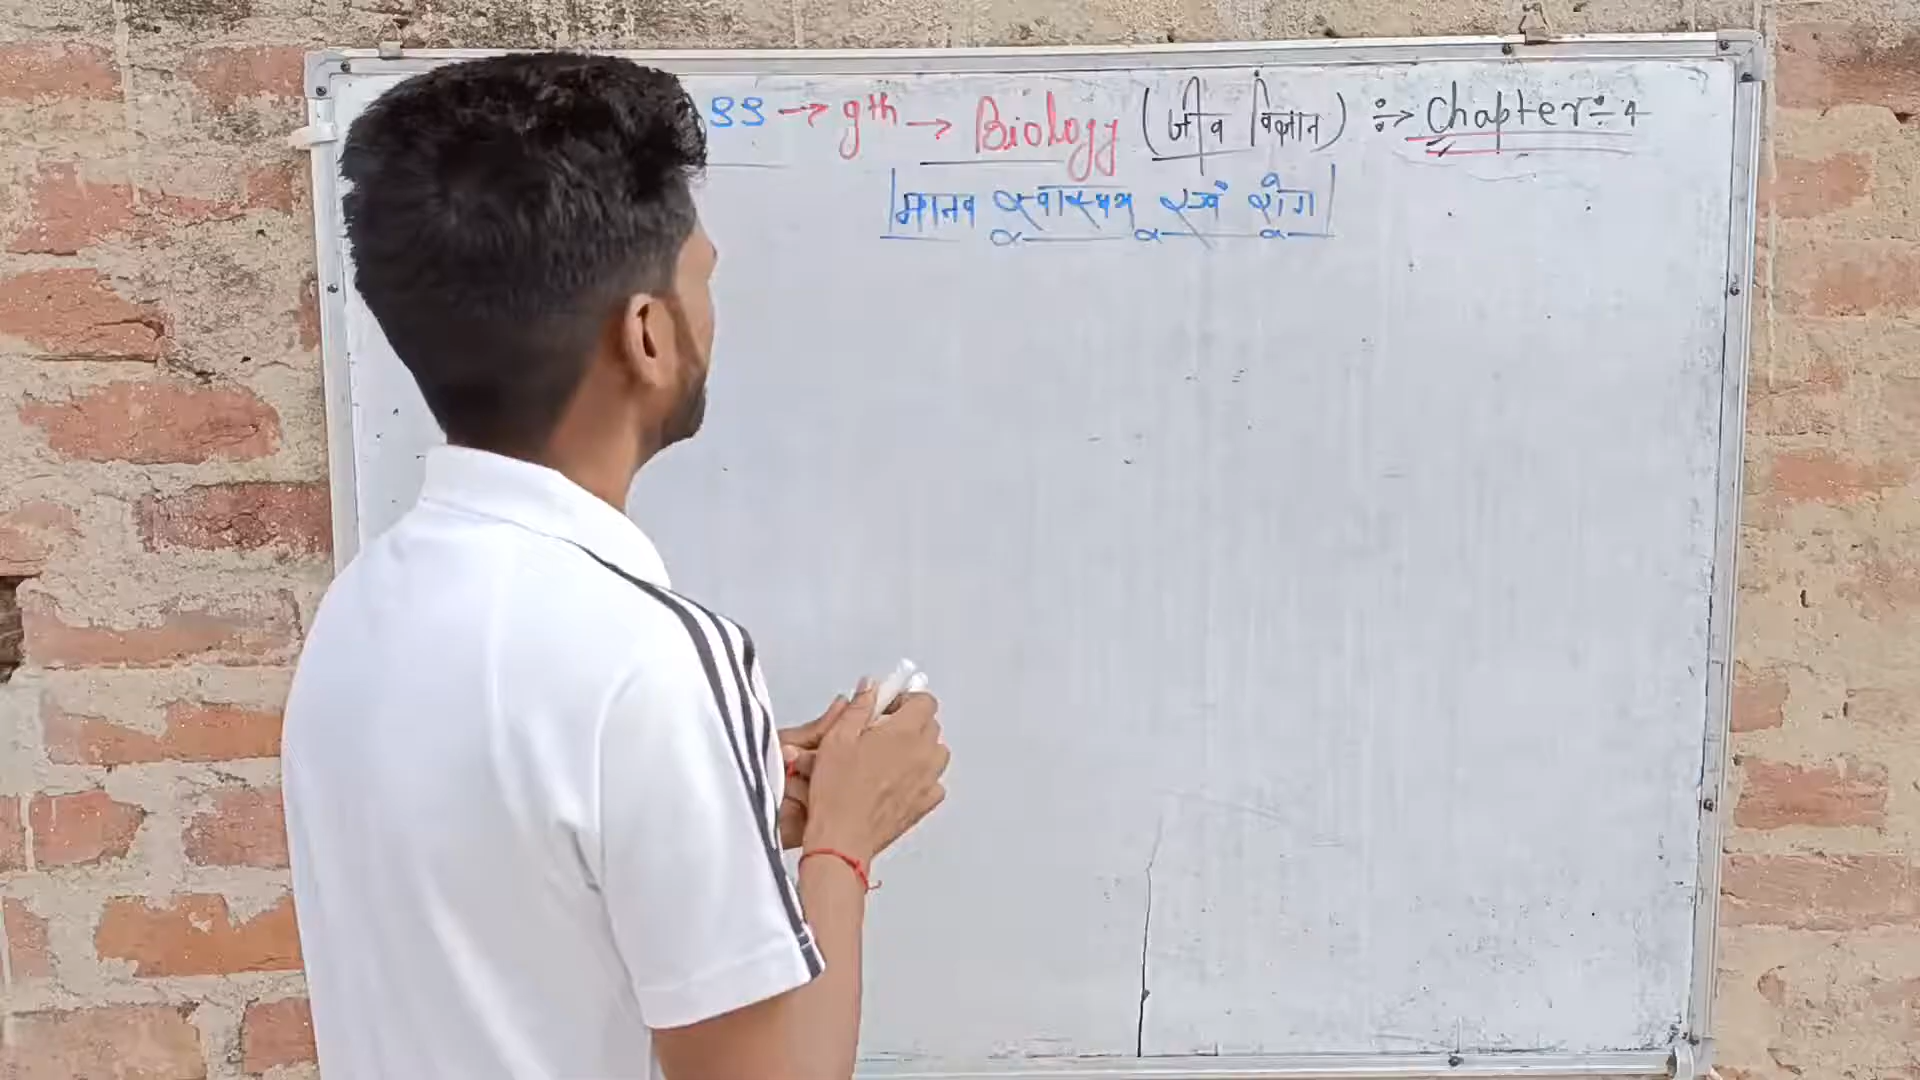 ss → 9th → Biology (जीव विज्ञान) ÷> Chapter÷4
मानव स्वास्थ्य एवं रोग